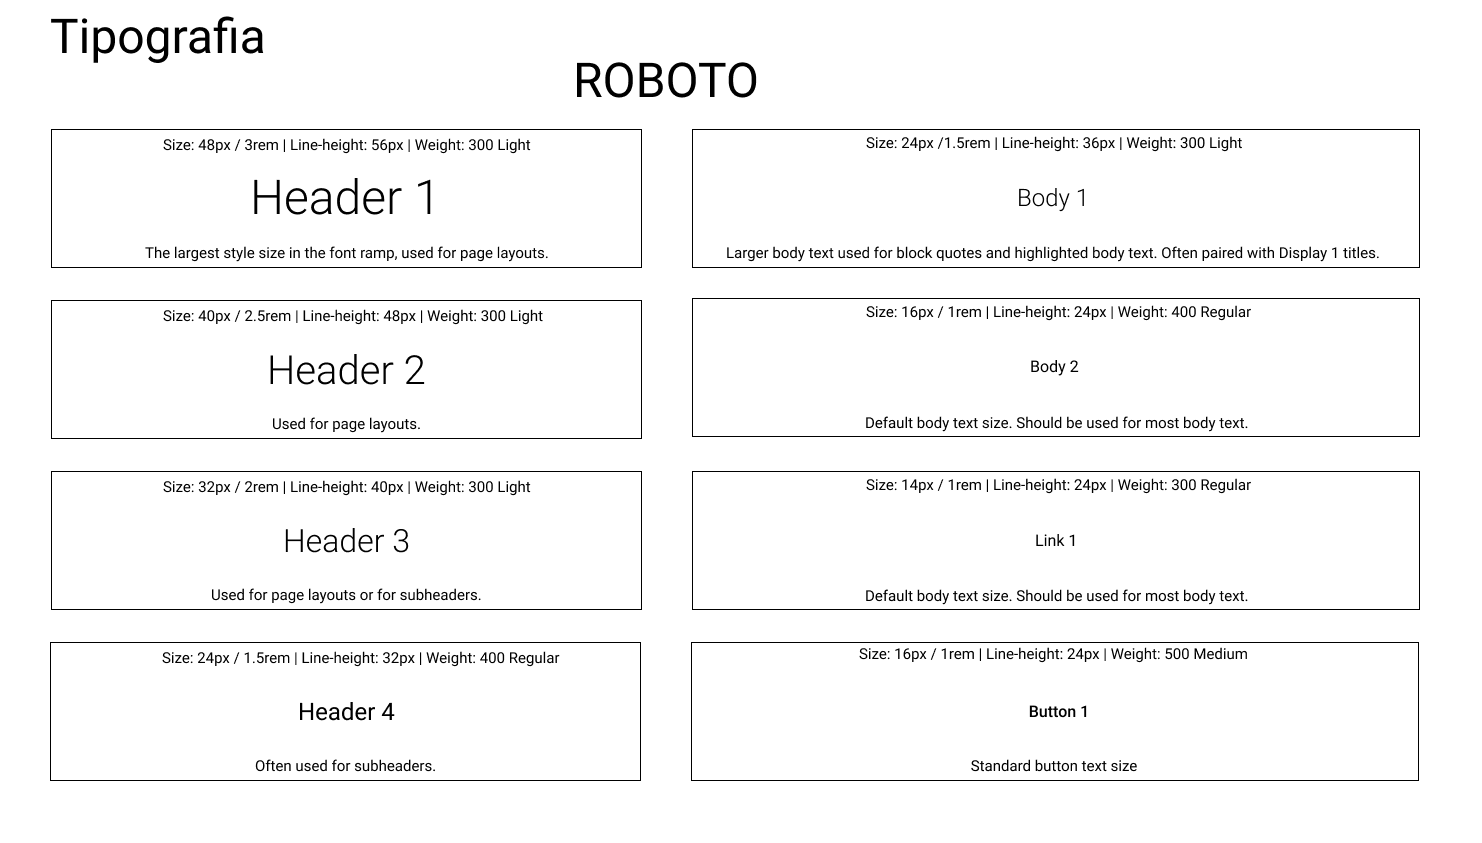 Tipografia
ROBOTO
Size: 48px / 3rem | Line-height: 56px | Weight: 300 Light
Header 1
The largest style size in the font ramp, used for page layouts.
Size: 40px / 2.5rem | Line-height: 48px | Weight: 300 Light
Header 2
Used for page layouts.
Size: 32px / 2rem | Line-height: 40px | Weight: 300 Light
Header 3
Used for page layouts or for subheaders.
Size: 24px / 1.5rem | Line-height: 32px | Weight: 400 Regular
Header 4
Often used for subheaders.
Size: 24px /1.5rem | Line-height: 36px | Weight: 300 Light
Body 1
Larger body text used for block quotes and highlighted body text. Often paired with Display 1 titles.
Size: 16px / 1rem | Line-height: 24px | Weight: 400 Regular
Body 2
Default body text size. Should be used for most body text.
Size: 14px / 1rem | Line-height: 24px | Weight: 300 Regular
Link 1
Default body text size. Should be used for most body text.
Size: 16px / 1rem | Line-height: 24px | Weight: 500 Medium
Button 1
Standard button text size